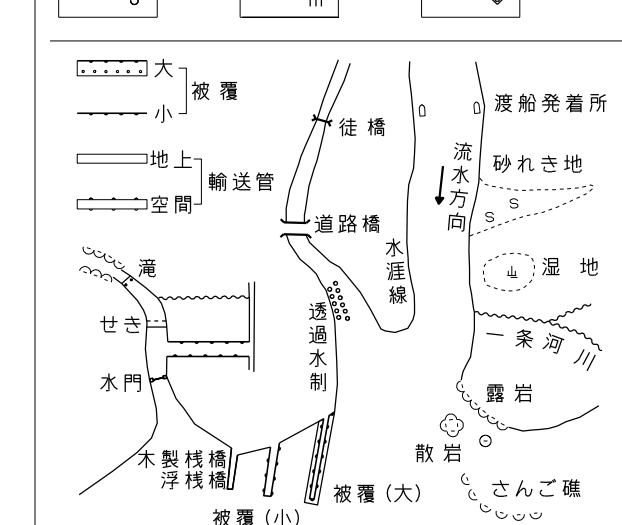 大
被覆
小
地上
輸送管
空間
滝
せき
水門
木製桟橋
浮桟橋
被覆(小)
被覆(大)
徒橋
道路橋
水涯線
透過水制
渡船発着所
流水方向
砂れき地
湿地
一条河川
露岩
散岩
さんご礁